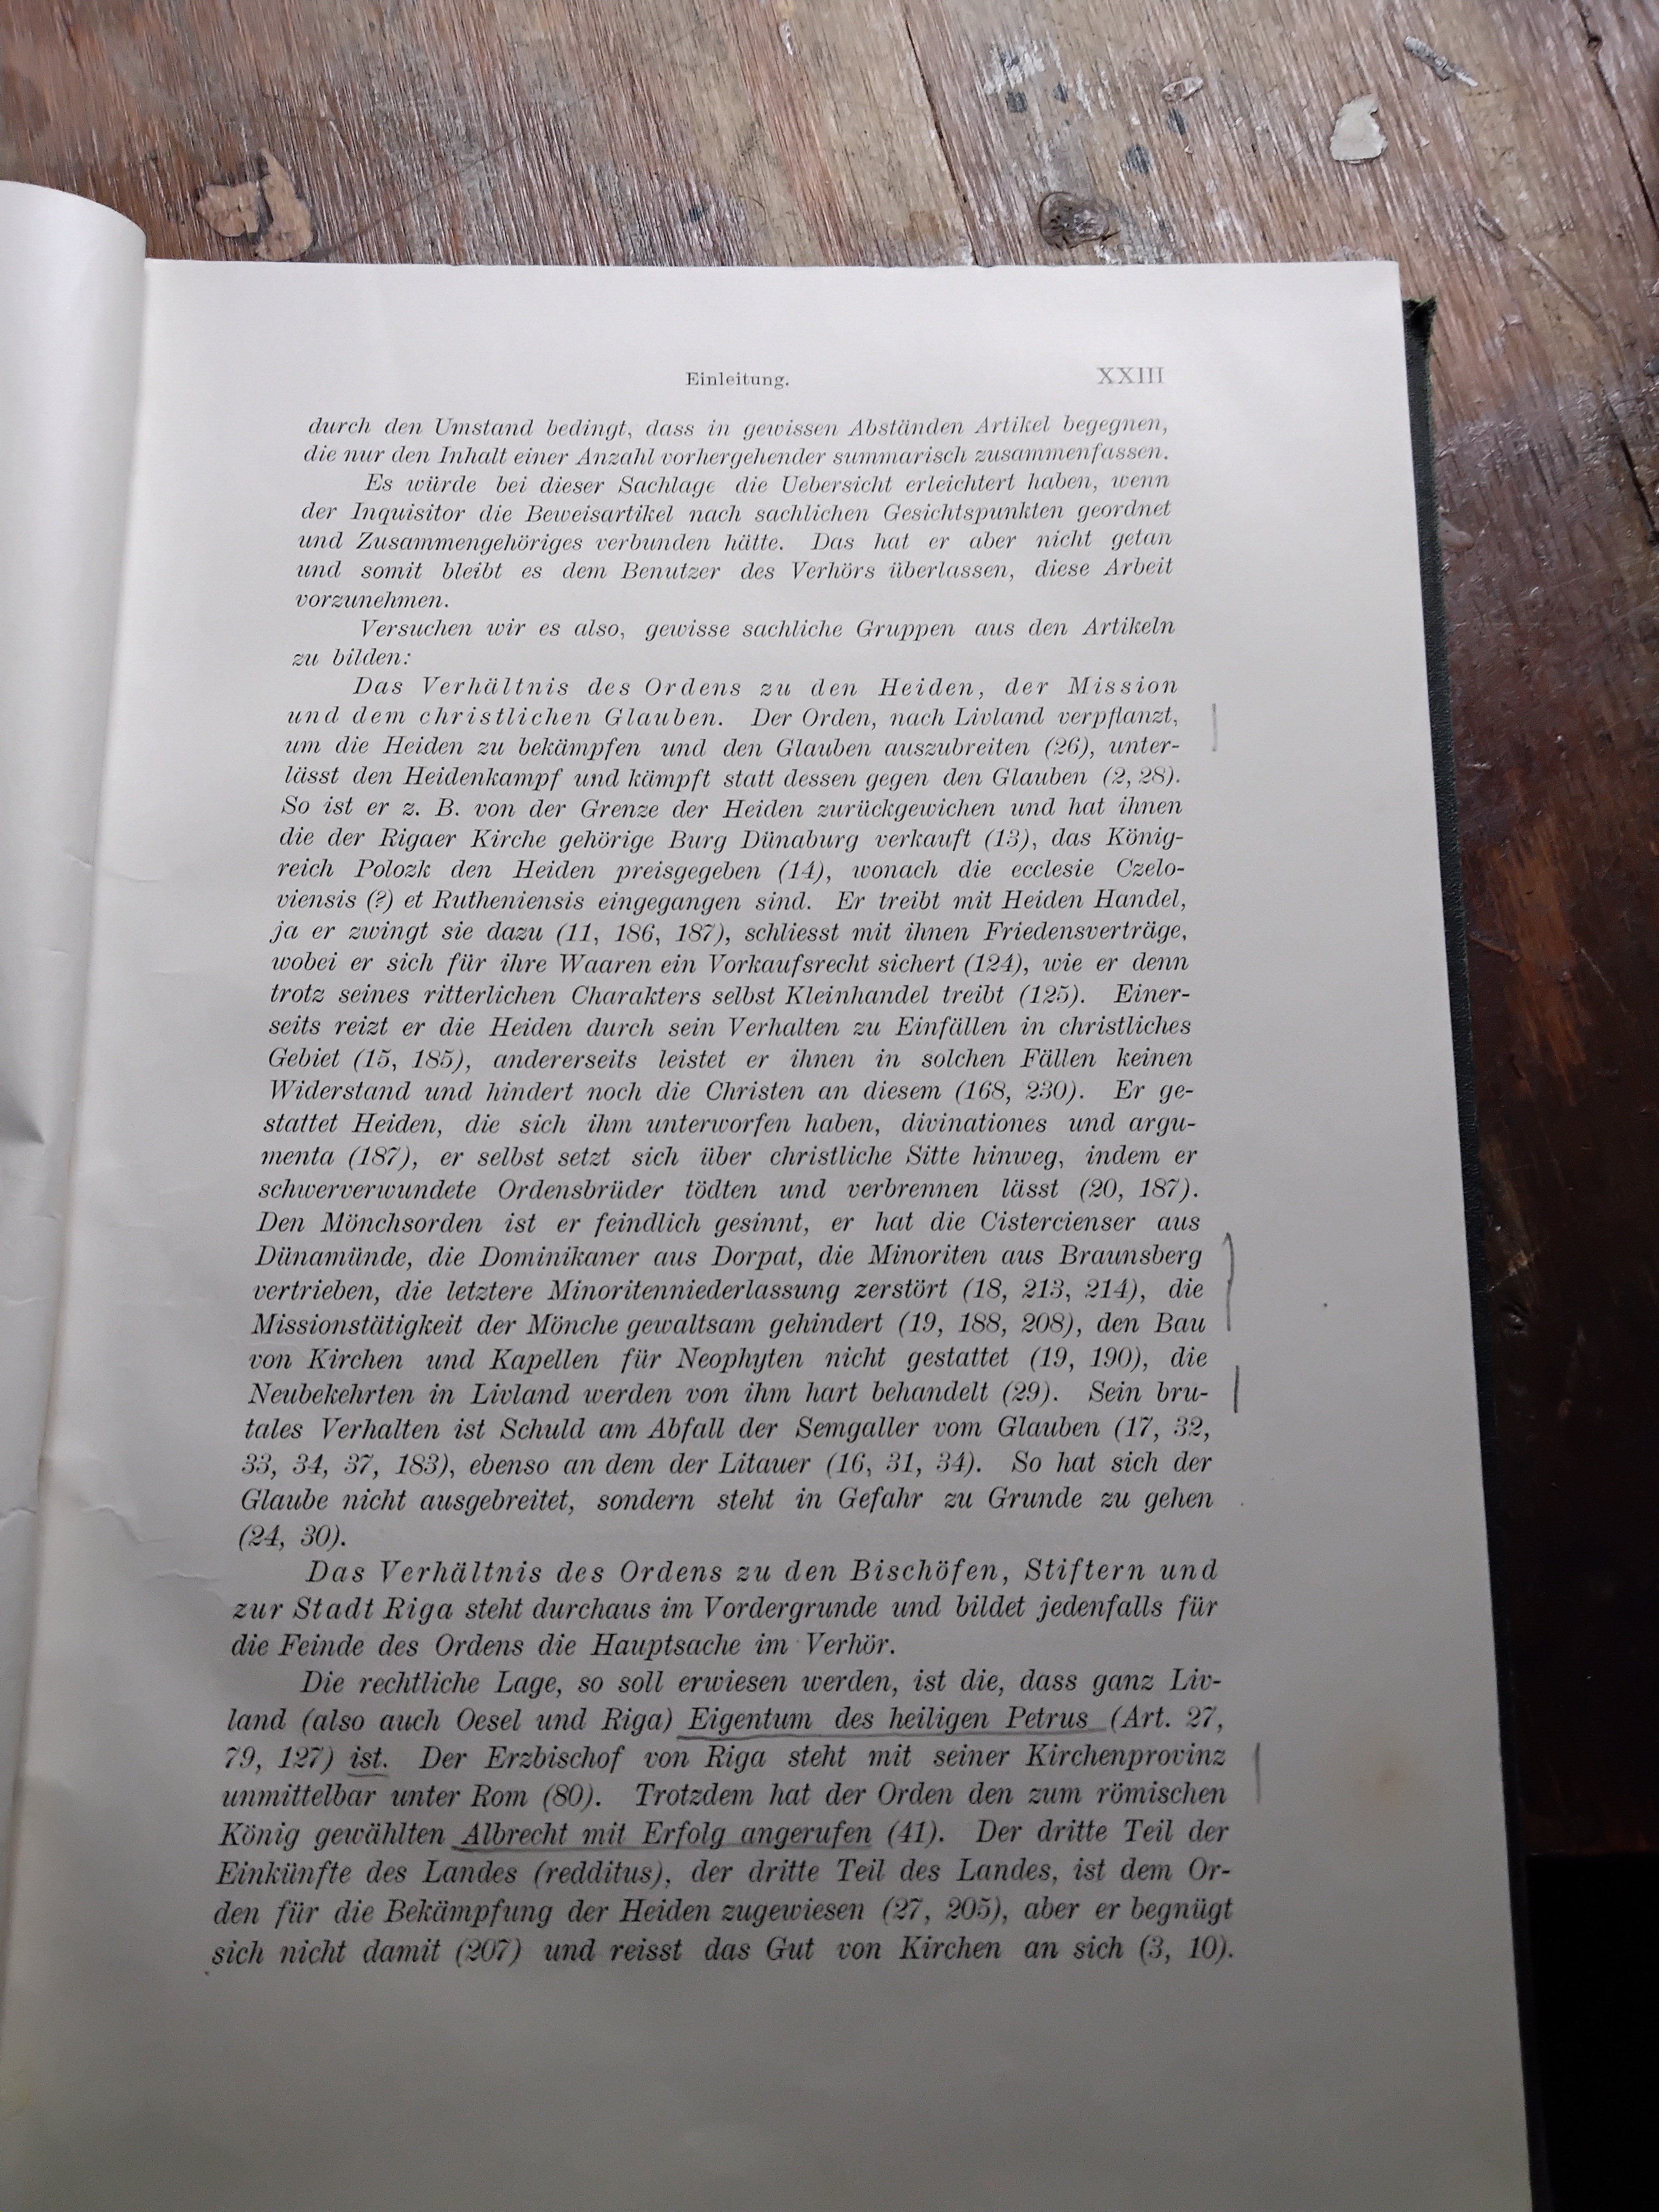 Einleitung. XXIII
durch den Umstand bedingt, dass in gewissen Abständen Artikel begegnen,
die nur den Inhalt einer Anzahl vorhergehender summarisch zusammenfassen.
Es würde bei dieser Sachlage die Uebersicht erleichtert haben, wenn
der Inquisitor die Beweisartikel nach sachlichen Gesichtspunkten geordnet
und Zusammengehöriges verbunden hätte. Das hat er aber nicht getan
und somit bleibt es dem Benutzer des Verhörs überlassen, diese Arbeit
vorzunehmen.
Versuchen wir es also, gewisse sachliche Gruppen aus den Artikeln
zu bilden:
Das Verhältnis des Ordens zu den Heiden, der Mission
und dem christlichen Glauben. Der Orden, nach Livland verpflanzt,
um die Heiden zu bekämpfen und den Glauben auszubreiten (26), unter-
lässt den Heidenkampf und kämpft statt dessen gegen den Glauben (2, 28).
So ist er z. B. von der Grenze der Heiden zurückgewichen und hat ihnen
die der Rigaer Kirche gehörige Burg Dünaburg verkauft (13), das König-
reich Polozk den Heiden preisgegeben (14), wonach die ecclesie Czelo-
viensis (?) et Rutheniensis eingegangen sind. Er treibt mit Heiden Handel,
ja er zwingt sie dazu (11, 186, 187), schliesst mit ihnen Friedensverträge,
wobei er sich für ihre Waaren ein Vorkaufsrecht sichert (124), wie er denn
trotz seines ritterlichen Charakters selbst Kleinhandel treibt (125). Einer-
seits reizt er die Heiden durch sein Verhalten zu Einfällen in christliches
Gebiet (15, 185), andererseits leistet er ihnen in solchen Fällen keinen
Widerstand und hindert noch die Christen an diesem (168, 230). Er ge-
stattet Heiden, die sich ihm unterworfen haben, divinationes und argu-
menta (187), er selbst setzt sich über christliche Sitte hinweg, indem er
schwerverwundete Ordensbrüder tödten und verbrennen lässt (20, 187).
Den Mönchsorden ist er feindlich gesinnt, er hat die Cistercienser aus
Dünamünde, die Dominikaner aus Dorpat, die Minoriten aus Braunsberg
vertrieben, die letztere Minoritenniederlassung zerstört (18, 213, 214), die
Missionstätigkeit der Mönche gewaltsam gehindert (19, 188, 208), den Bau
von Kirchen und Kapellen für Neophyten nicht gestattet (19, 190), die
Neubekehrten in Livland werden von ihm hart behandelt (29). Sein bru-
tales Verhalten ist Schuld am Abfall der Semgaller vom Glauben (17, 32,
33, 34, 37, 183), ebenso an dem der Litauer (16, 31, 34). So hat sich der
Glaube nicht ausgebreitet, sondern steht in Gefahr zu Grunde zu gehen
(24, 30).
Das Verhältnis des Ordens zu den Bischöfen, Stiftern und
zur Stadt Riga steht durchaus im Vordergrunde und bildet jedenfalls für
die Feinde des Ordens die Hauptsache im Verhör.
Die rechtliche Lage, so soll erwiesen werden, ist die, dass ganz Liv-
land (also auch Oesel und Riga) Eigentum des heiligen Petrus (Art. 27,
79, 127) ist. Der Erzbischof von Riga steht mit seiner Kirchenprovinz
unmittelbar unter Rom (80). Trotzdem hat der Orden den zum römischen
König gewählten Albrecht mit Erfolg angerufen (41). Der dritte Teil der
Einkünfte des Landes (redditus), der dritte Teil des Landes, ist dem Or-
den für die Bekämpfung der Heiden zugewiesen (27, 205), aber er begnügt
sich nicht damit (207) und reisst das Gut von Kirchen an sich (3, 10).